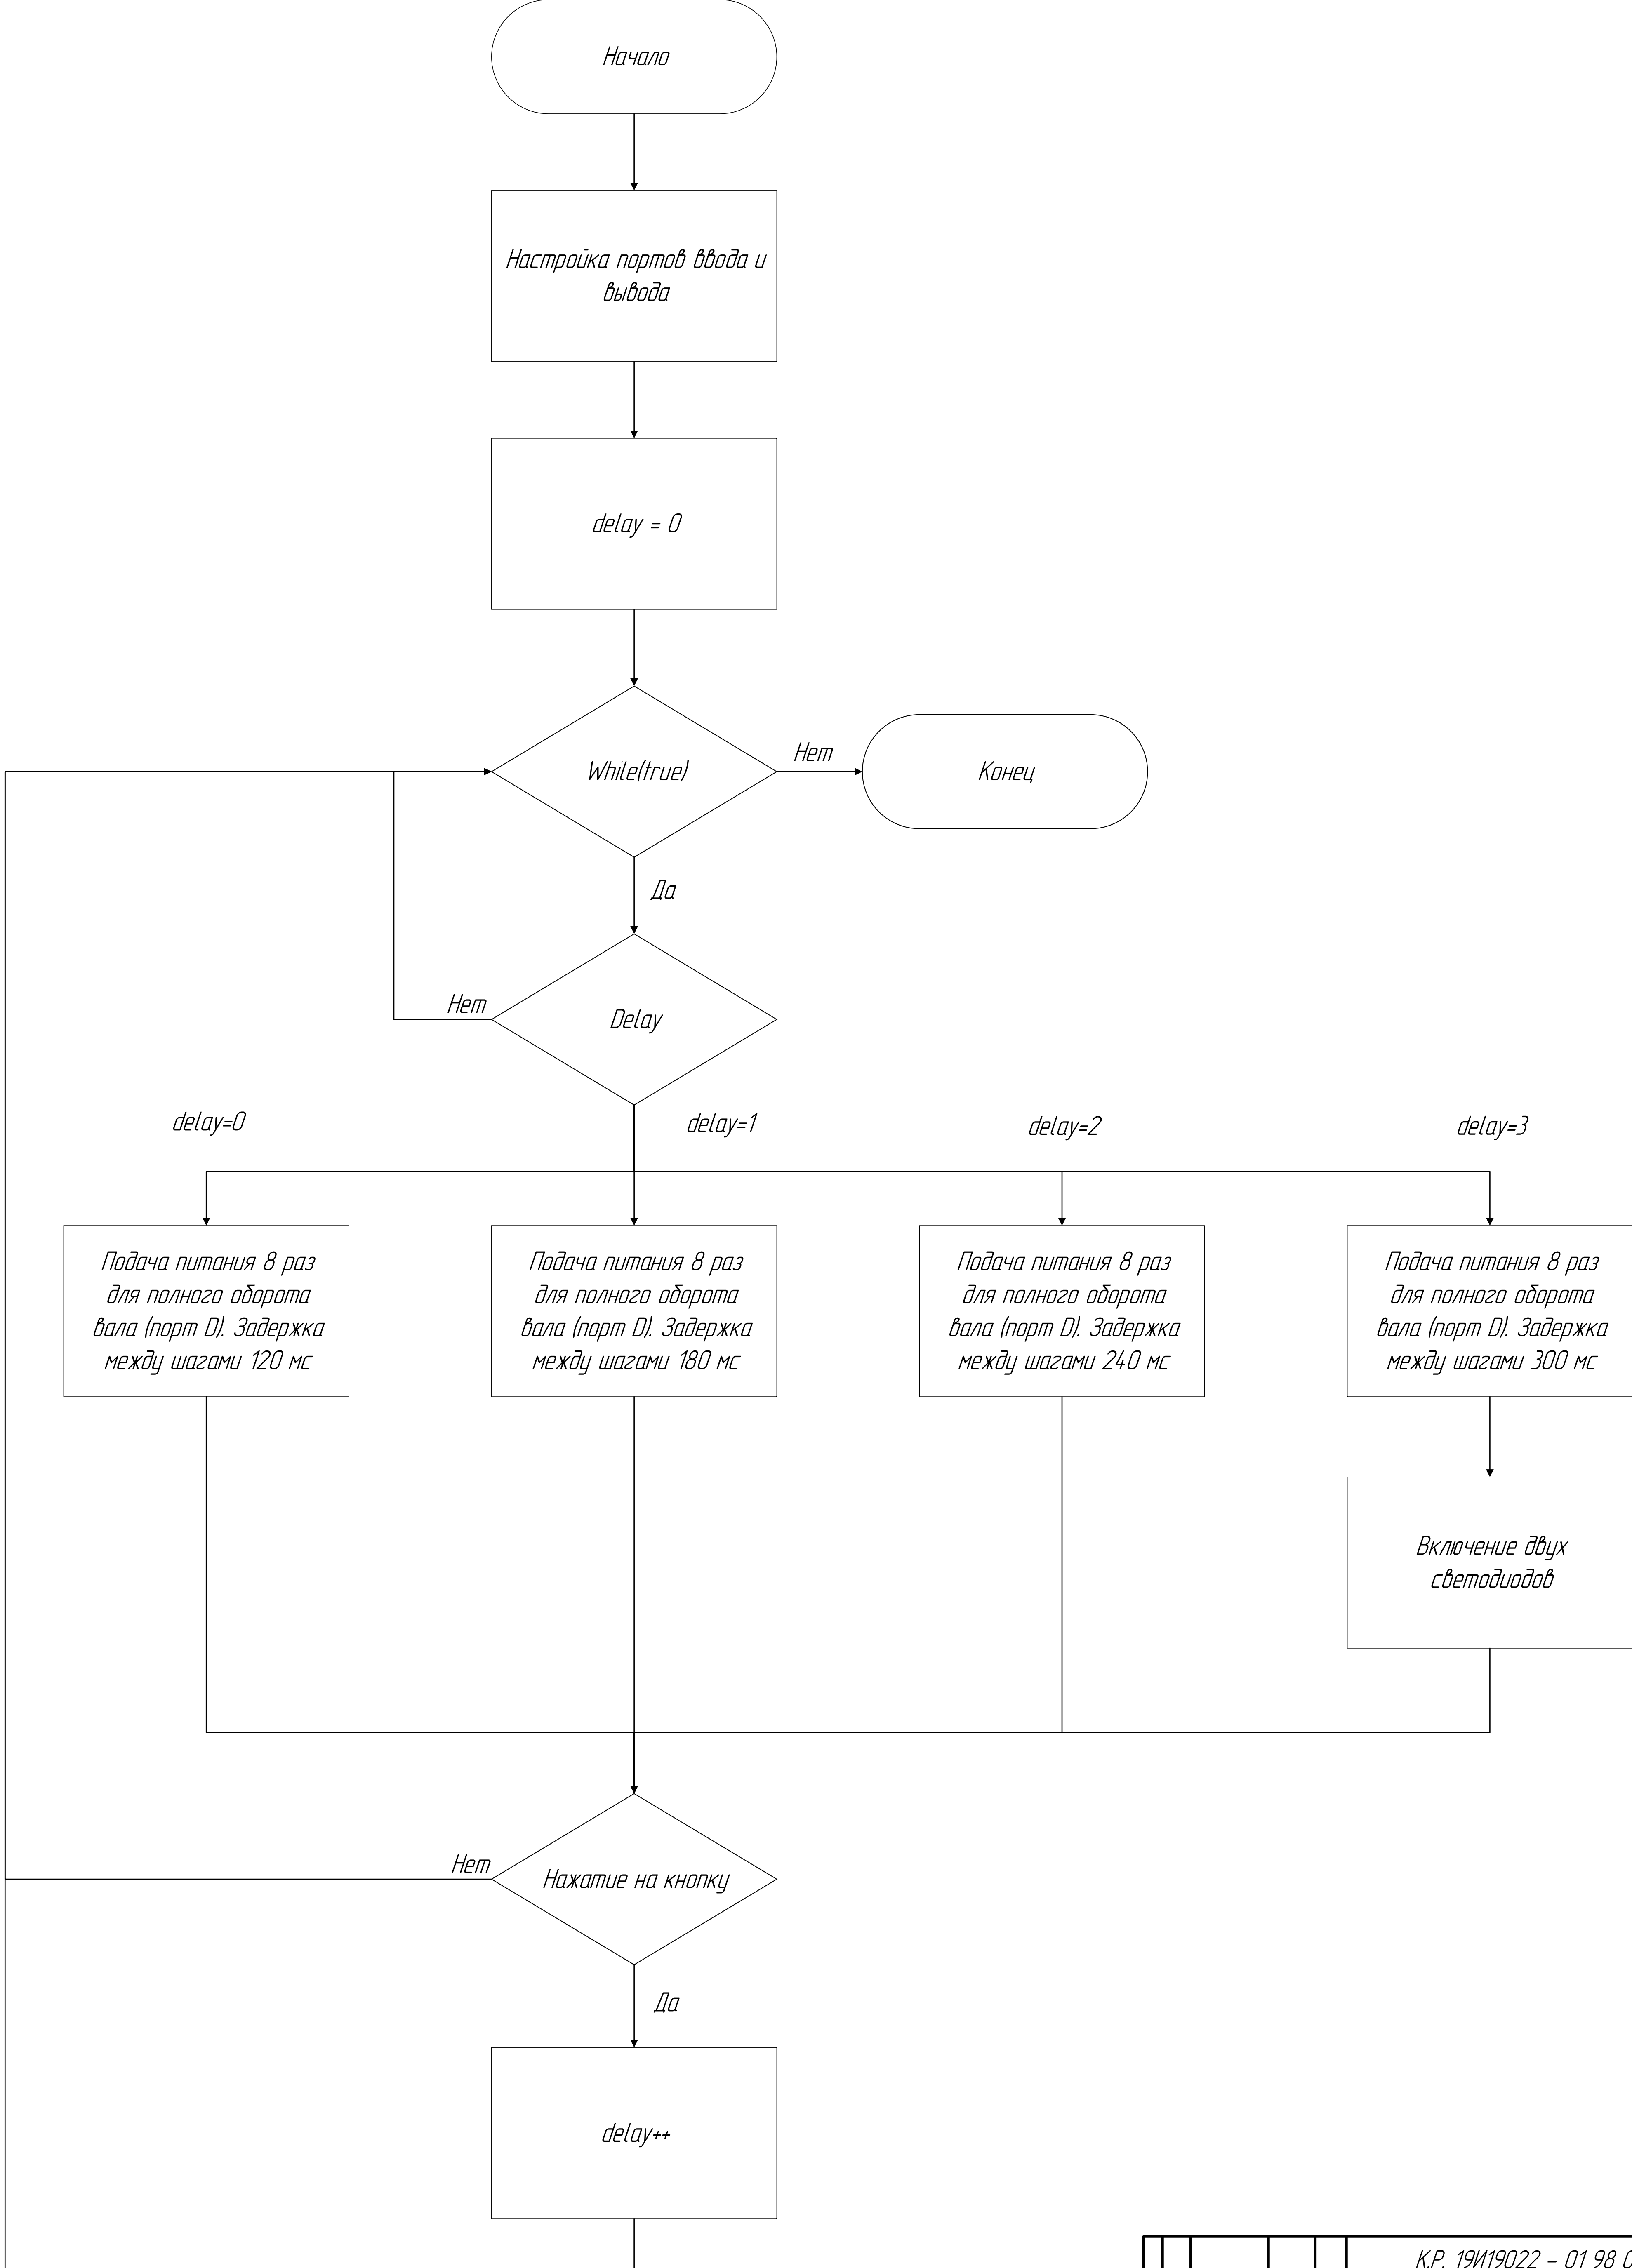 Начало
Настройка портов ввода и
вывода
delay = 0
While(true)
Нет
Конец
Да
Delay
Нет
delay=0
delay=1
delay=2
delay=3
Подача питания 8 раз
для полного оборота
вала (порт D). Задержка
между шагами 120 мс
Подача питания 8 раз
для полного оборота
вала (порт D). Задержка
между шагами 180 мс
Подача питания 8 раз
для полного оборота
вала (порт D). Задержка
между шагами 240 мс
Подача питания 8 раз
для полного оборота
вала (порт D). Задержка
между шагами 300 мс
Включение двух
светодиодов
Нажатие на кнопку
Нет
Да
delay++
К.Р. 19И19022 – 01 98